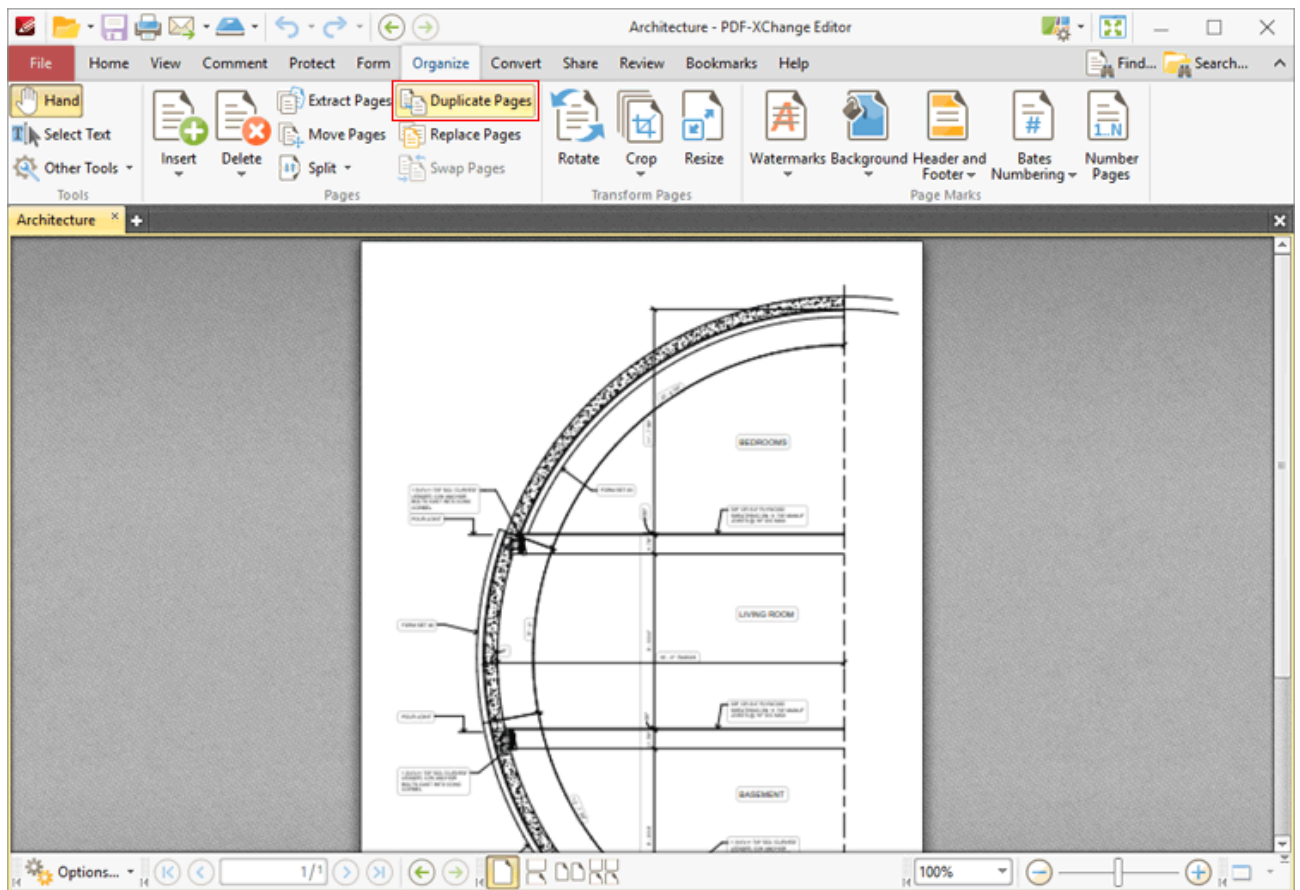 Architecture - PDF-XChange Editor
File Home View Comment Protect Form Organize Convert Share Review Bookmarks Help Find... Search...
Hand
Select Text
Other Tools
Tools
Insert
Delete
Extract Pages
Move Pages
Split
Duplicate Pages
Replace Pages
Swap Pages
Pages
Rotate
Crop
Resize
Transform Pages
Watermarks
Background
Header and
Footer
Bates
Numbering
#
1..N
Number
Pages
Page Marks
Architecture
BEDROOMS
LIVING ROOM
BASEMENT
Options... 1/1 100%